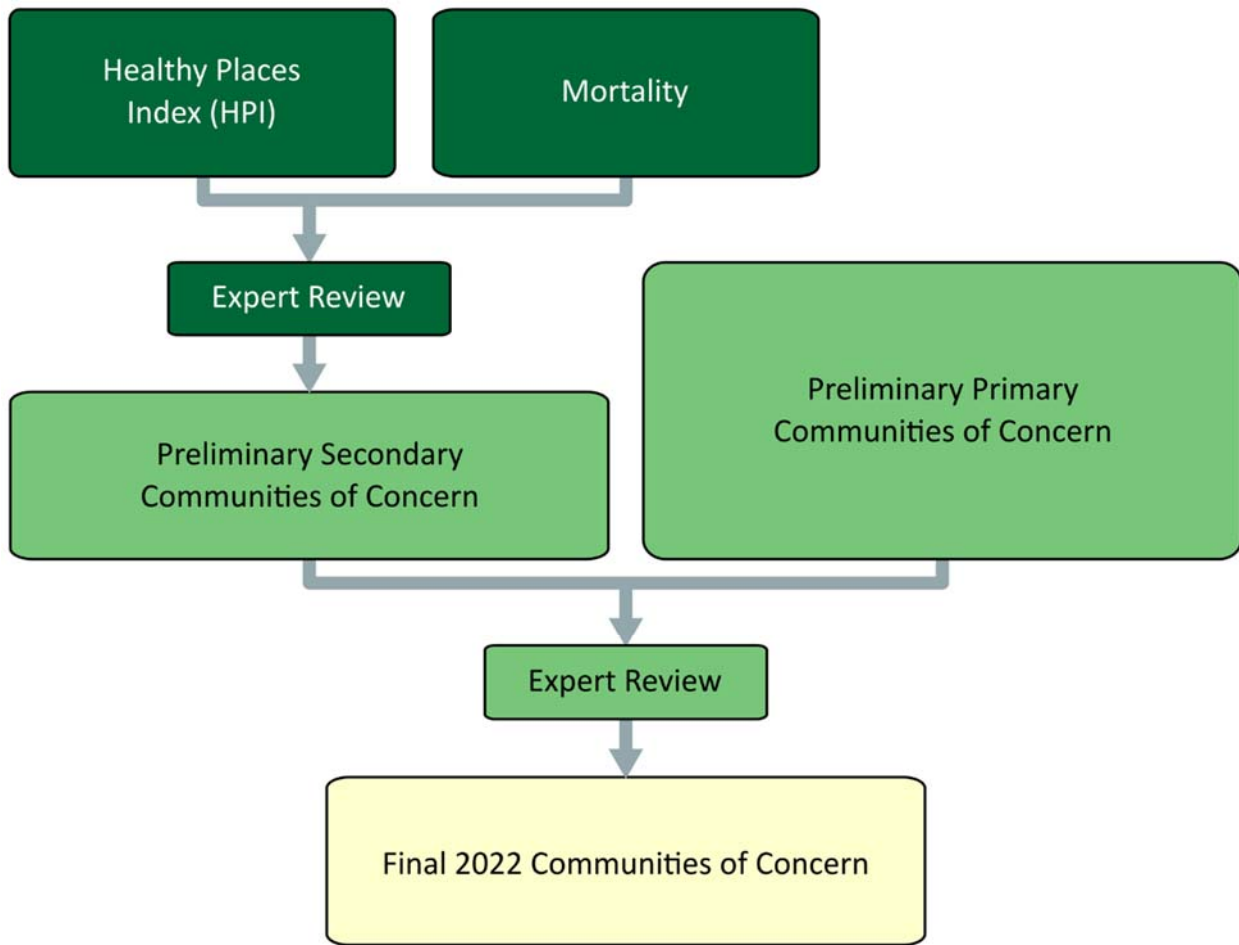 Healthy Places
Index (HPI)
Mortality
Expert Review
Preliminary Secondary
Communities of Concern
Preliminary Primary
Communities of Concern
Expert Review
Final 2022 Communities of Concern